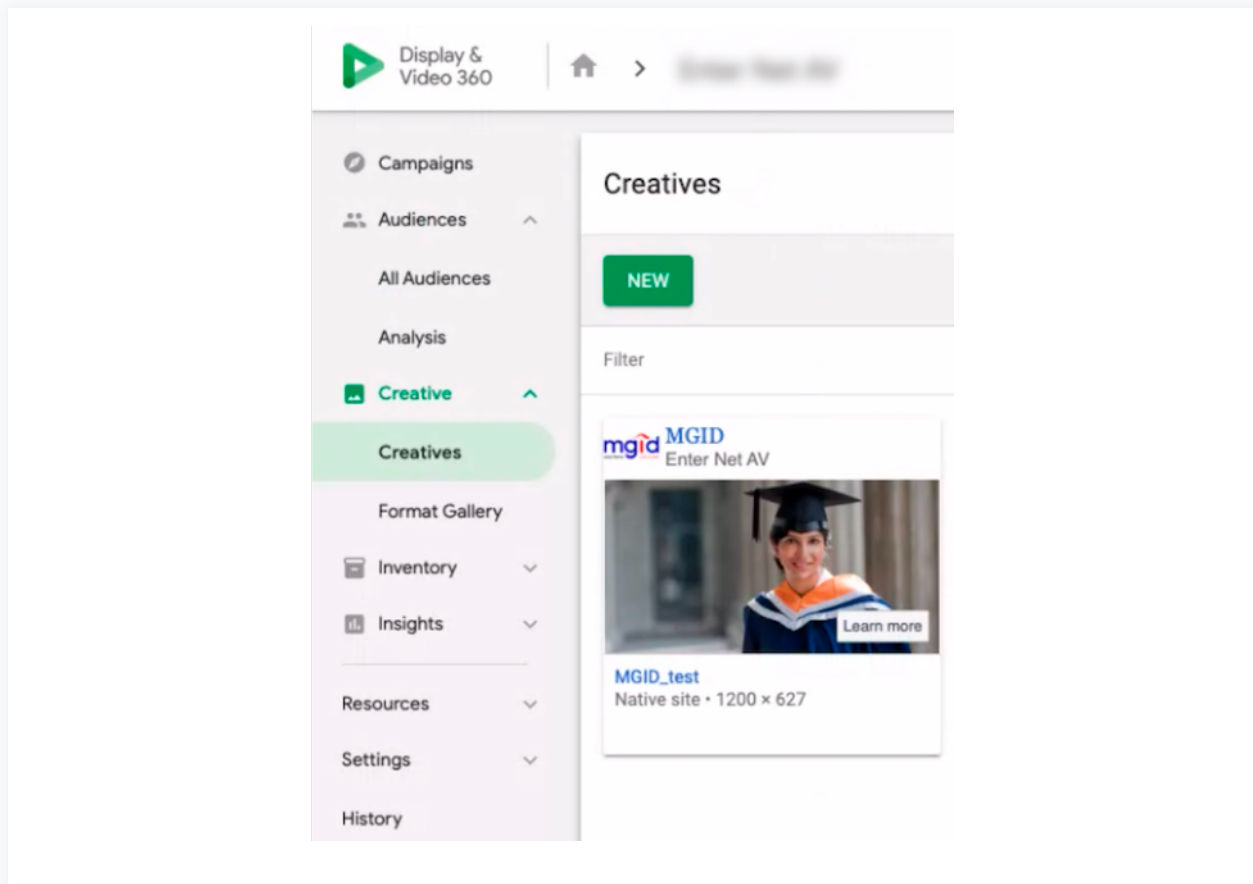 Display &
Video 360
Campaigns
Audiences
All Audiences
Analysis
Creative
Creatives
Format Gallery
Inventory
Insights
Resources
Settings
History
Creatives
NEW
Filter
mgid
MGID
Enter Net AV
Learn more
MGID_test
Native site • 1200 × 627